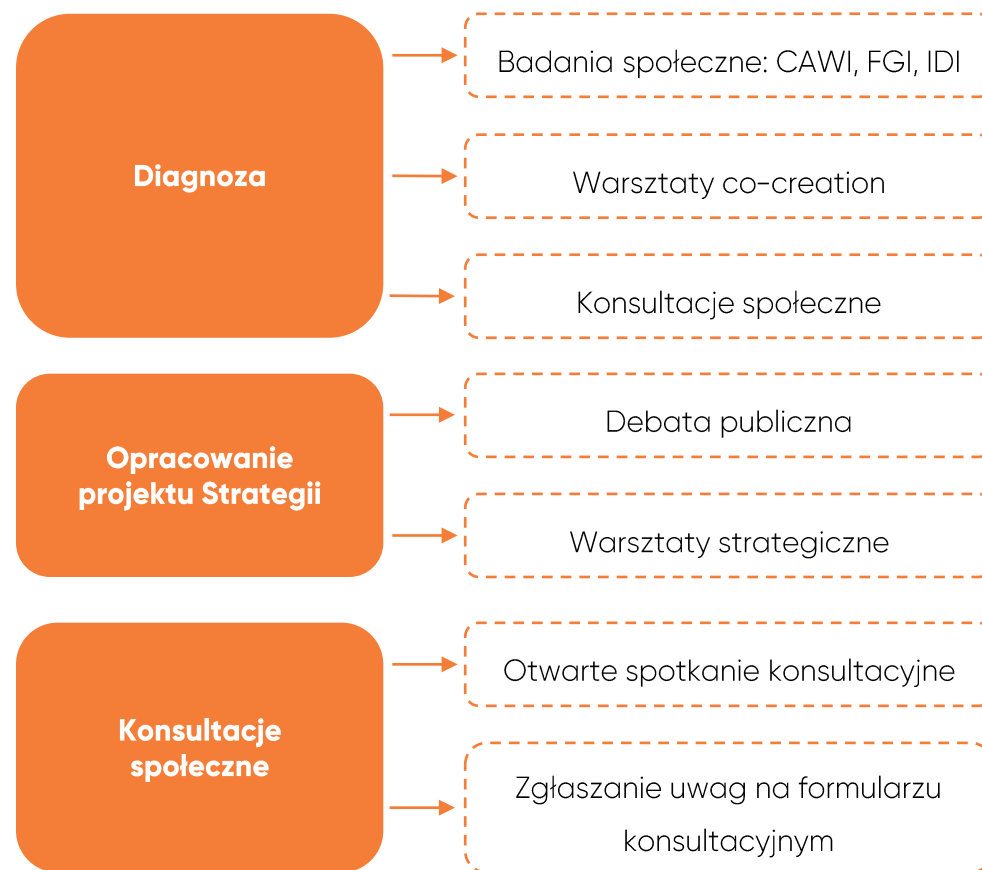 Diagnoza
Badania społeczne: CAWI, FGI, IDI
Warsztaty co-creation
Konsultacje społeczne
Opracowanie
projektu Strategii
Debata publiczna
Warsztaty strategiczne
Konsultacje
społeczne
Otwarte spotkanie konsultacyjne
Zgłaszanie uwag na formularzu
konsultacyjnym